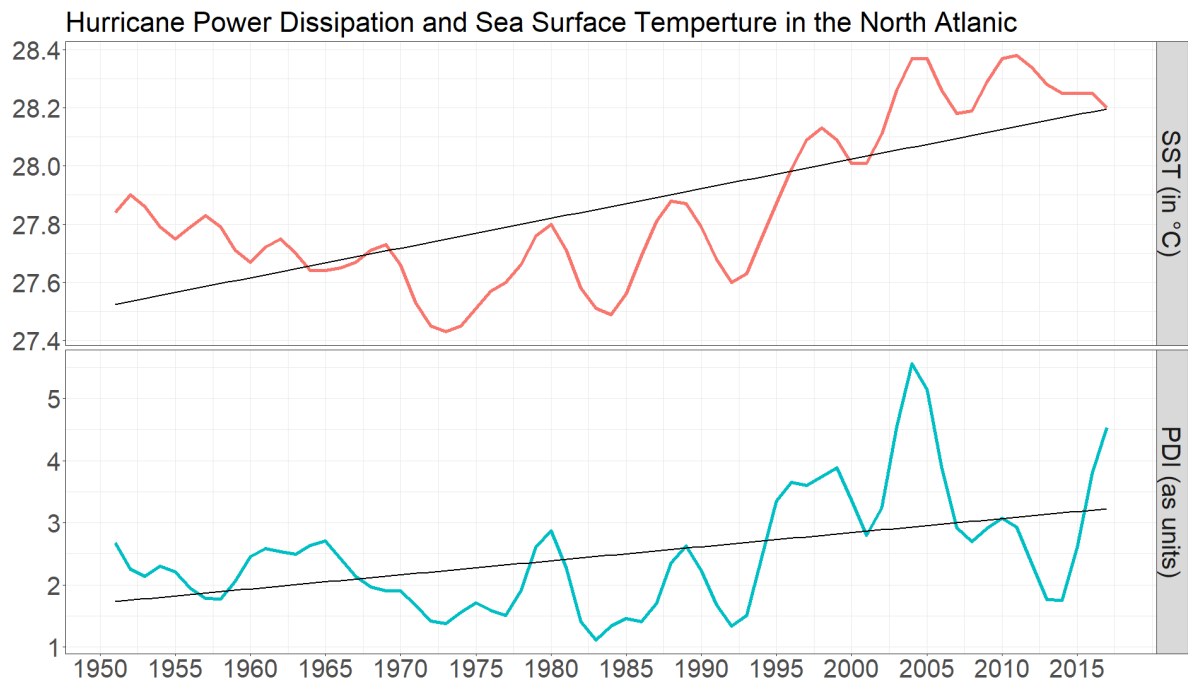 Hurricane Power Dissipation and Sea Surface Temperture in the North Atlanic
28.4
28.2
28.0
27.8
27.6
27.4
SST (in °C)
5
4
3
2
1
PDI (as units)
1950 1955 1960 1965 1970 1975 1980 1985 1990 1995 2000 2005 2010 2015